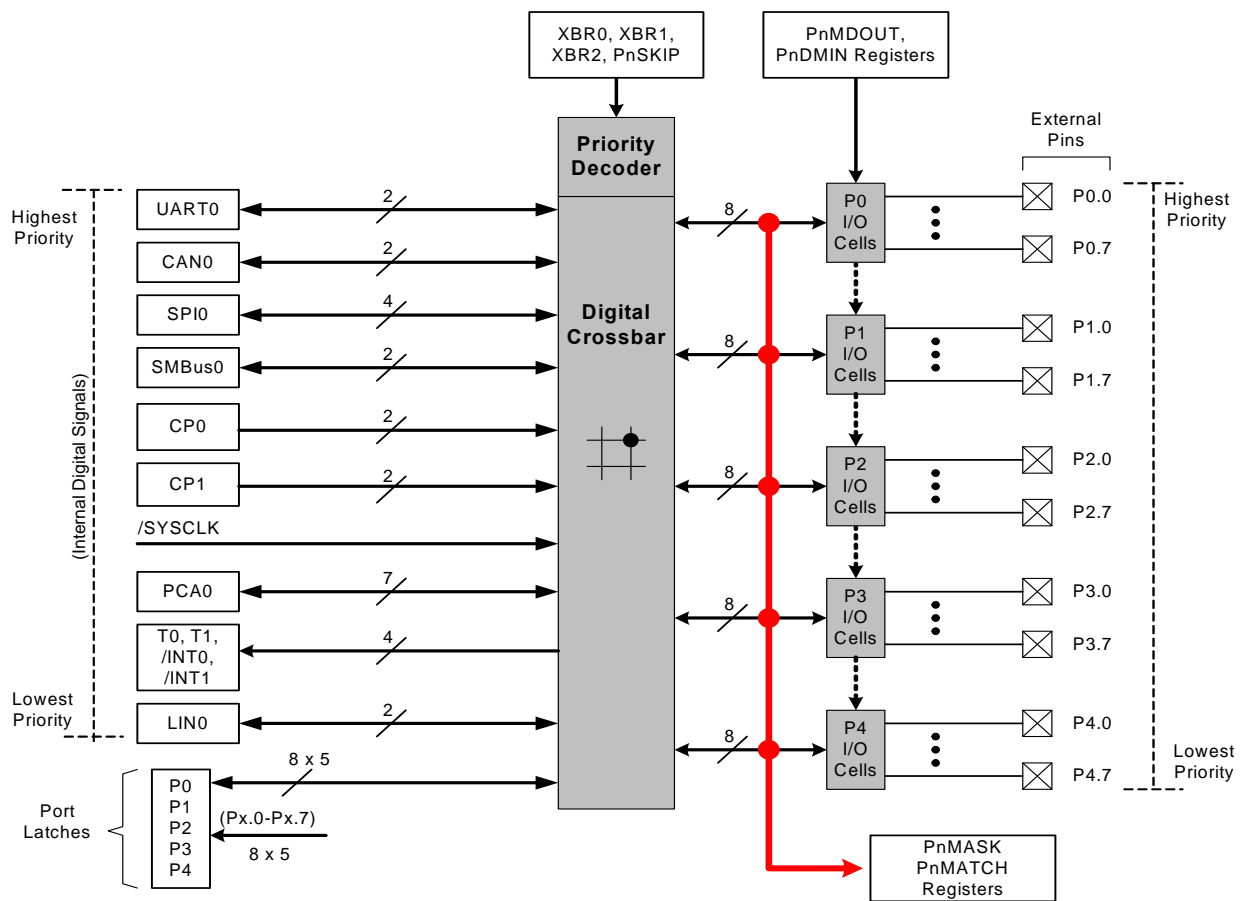 XBR0, XBR1,
XBR2, PnSKIP
PnMDOUT,
PnDMIN Registers
External
Pins
Priority
Decoder
Highest
Priority
UART0
2
8
P0
I/O
Cells
P0.0
P0.7
Highest
Priority
CAN0
2
SPI0
4
Digital
Crossbar
8
P1
I/O
Cells
P1.0
P1.7
SMBus0
2
(Internal Digital Signals)
CP0
2
CP1
2
8
P2
I/O
Cells
P2.0
P2.7
/SYSCLK
PCA0
7
8
P3
I/O
Cells
P3.0
P3.7
T0, T1,
/INT0,
/INT1
4
Lowest
Priority
LIN0
2
8
P4
I/O
Cells
P4.0
P4.7
Lowest
Priority
Port
Latches
P0
P1
P2
P3
P4
8 x 5
(Px.0-Px.7)
8 x 5
PnMASK
PnMATCH
Registers